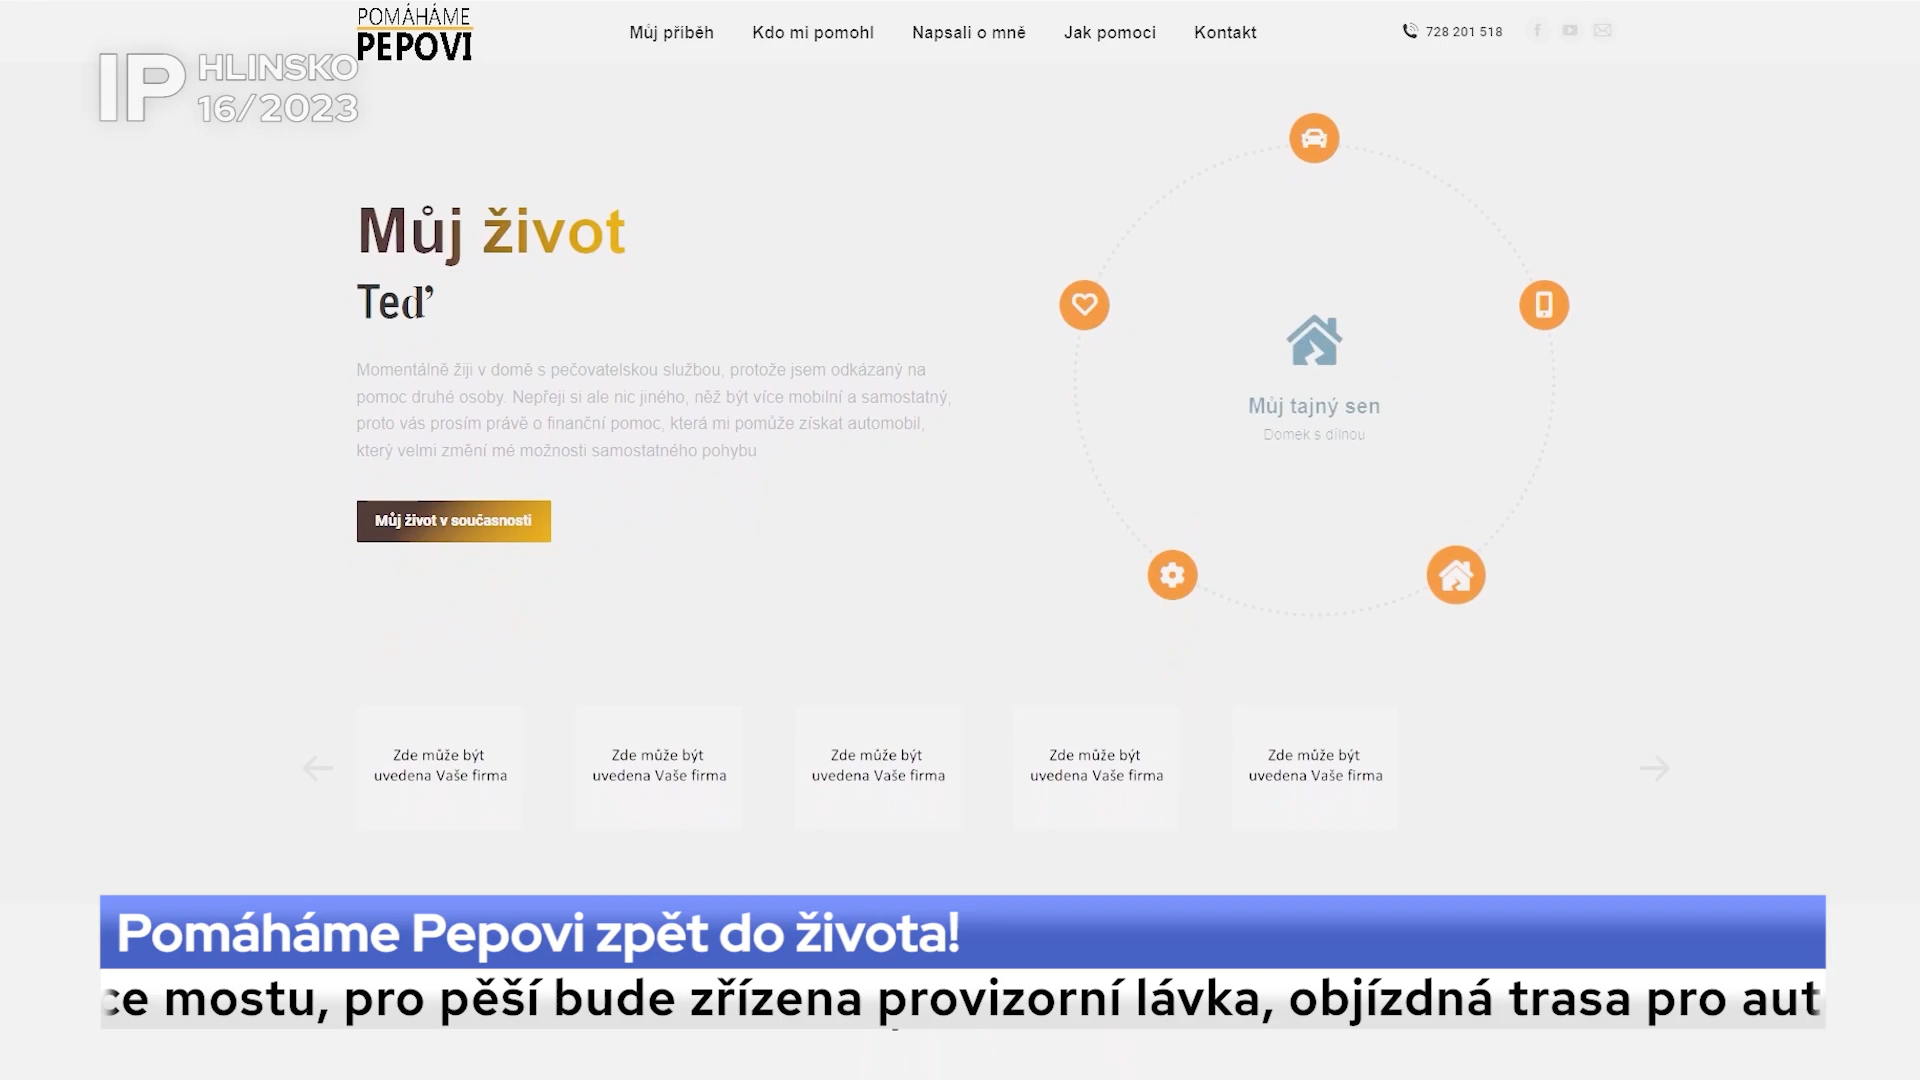 POMÁHÁME
PEPOVI
Můj příběh
Kdo mi pomohl
Napsali o mně
Jak pomoci
Kontakt
728 201 518
IP HLINSKO
16/2023
Můj život
Teď
Momentálně žiji v domě s pečovatelskou službou, protože jsem odkázaný na
pomoc druhé osoby. Nepřeji si ale nic jiného, něž být více mobilní a samostatný,
proto vás prosím právě o finanční pomoc, která mi pomůže získat automobil,
který velmi změní mé možnosti samostatného pohybu
Můj život v současnosti
Můj tajný sen
Domek s dílnou
Zde může být
uvedena Vaše firma
Zde může být
uvedena Vaše firma
Zde může být
uvedena Vaše firma
Zde může být
uvedena Vaše firma
Zde může být
uvedena Vaše firma
Pomáháme Pepovi zpět do života!
ce mostu, pro pěší bude zřízena provizorní lávka, objízdná trasa pro aut